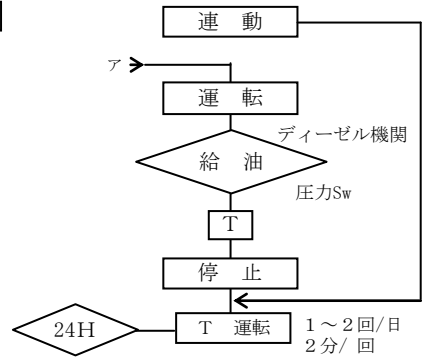 連　動
ア
運　転
ディーゼル機関
給　油
圧力Sw
T
停　止
24H
T　運転
１～２回/日
２分/ 回